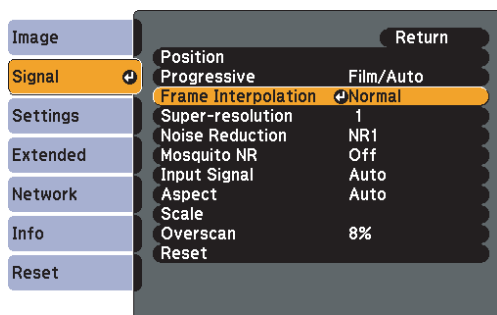 Image
Signal
Settings
Extended
Network
Info
Reset
Return
Position
Progressive Film/Auto
Frame Interpolation Normal
Super-resolution 1
Noise Reduction NR1
Mosquito NR Off
Input Signal Auto
Aspect Auto
Scale
Overscan 8%
Reset